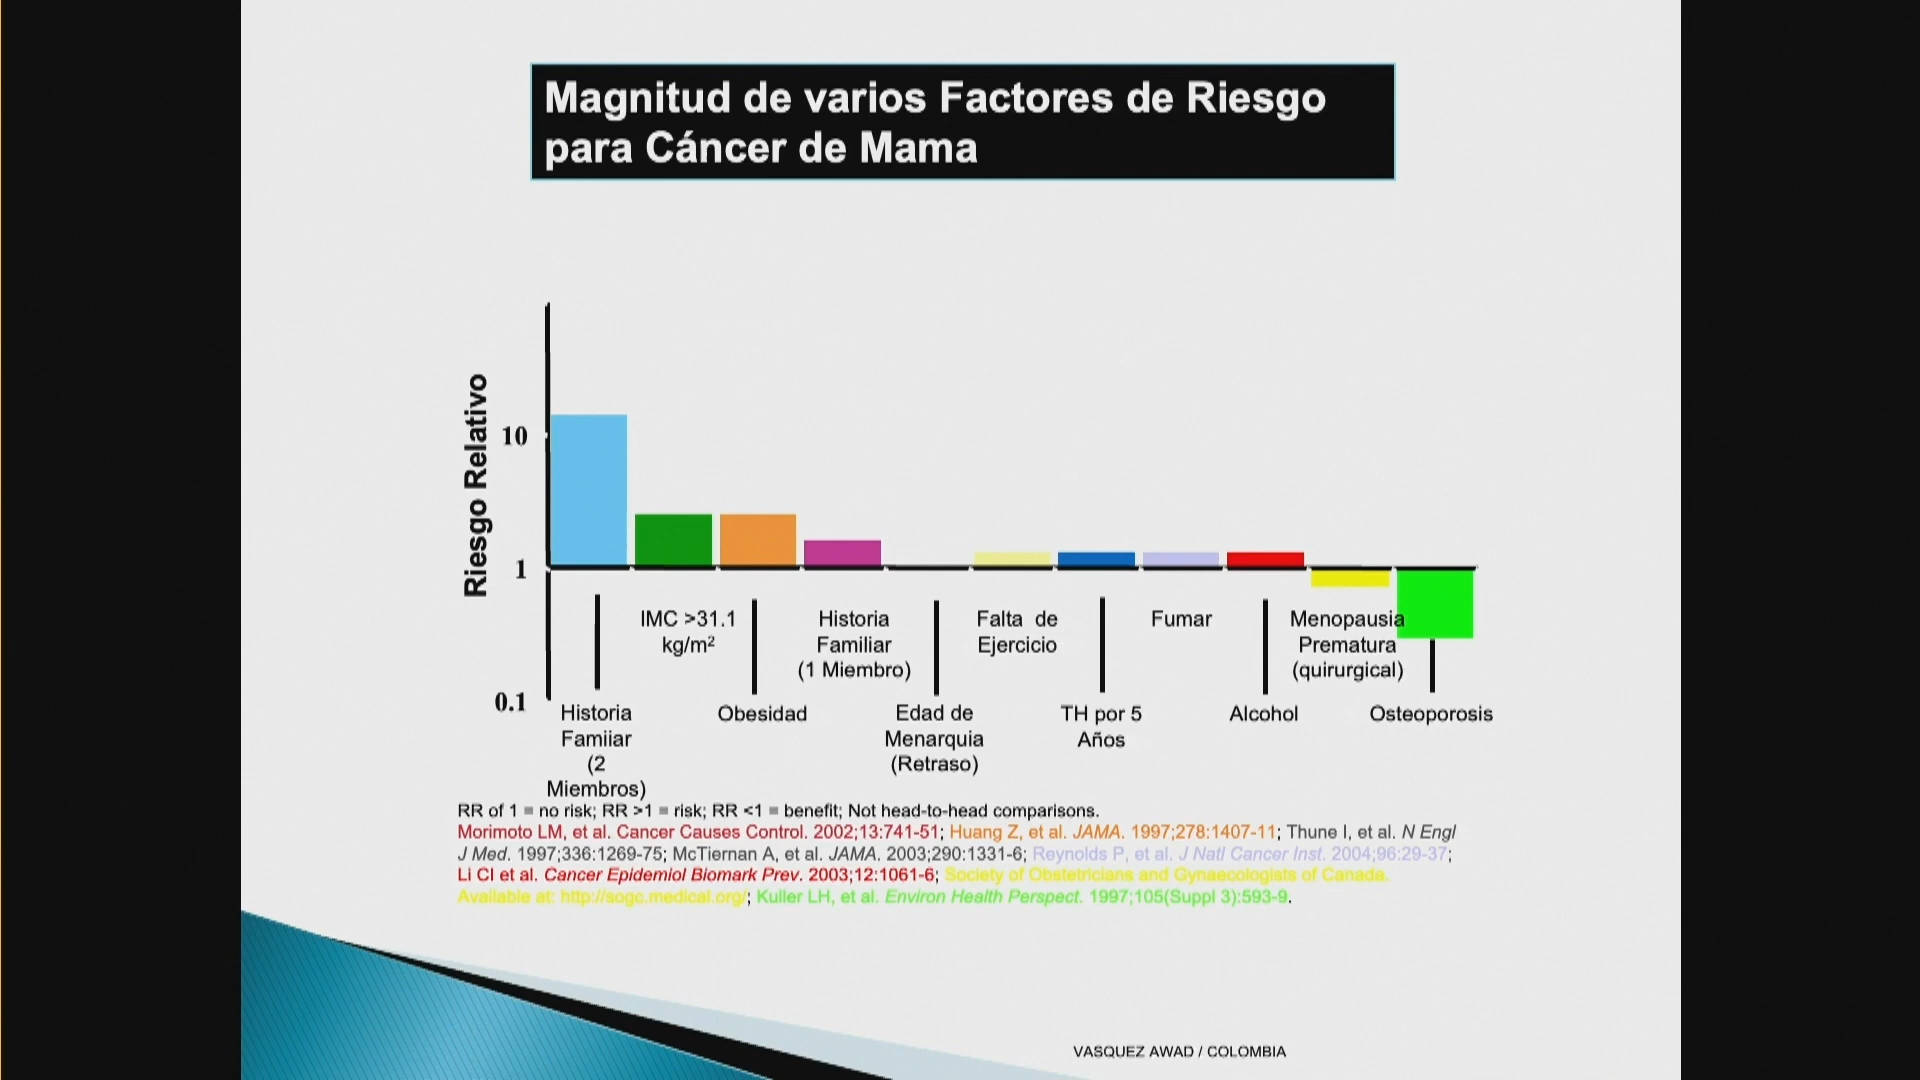 Magnitud de varios Factores de Riesgo
para Cáncer de Mama
Riesgo Relativo
10
1
0.1
IMC >31.1
kg/m²
Historia
Familiar
(1 Miembro)
Falta de
Ejercicio
Fumar
Menopausia
Prematura
(quirurgical)
Historia
Famiiar
(2
Miembros)
Obesidad
Edad de
Menarquia
(Retraso)
TH por 5
Años
Alcohol
Osteoporosis
RR of 1 = no risk; RR >1 = risk; RR <1 = benefit; Not head-to-head comparisons.
Morimoto LM, et al. Cancer Causes Control. 2002;13:741-51; Huang Z, et al. JAMA. 1997;278:1407-11; Thune I, et al. N Engl
J Med. 1997;336:1269-75; McTiernan A, et al. JAMA. 2003;290:1331-6; Reynolds P, et al. J Natl Cancer Inst. 2004;96:29-37;
Li CI et al. Cancer Epidemiol Biomark Prev. 2003;12:1061-6; Society of Obstetricians and Gynaecologists of Canada.
Available at: http://sogc.medical.org/; Kuller LH, et al. Environ Health Perspect. 1997;105(Suppl 3):593-9.
VASQUEZ AWAD / COLOMBIA